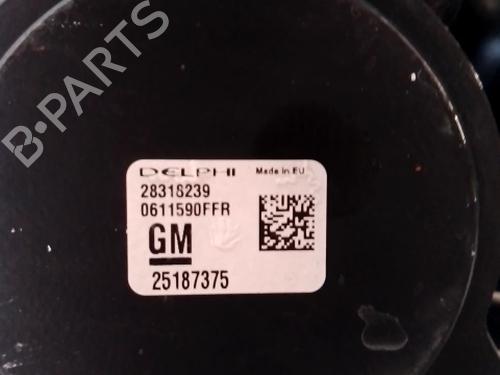 DELPHI Made in EU
28318239
0611590FFR
GM
25187375
B-PARTS